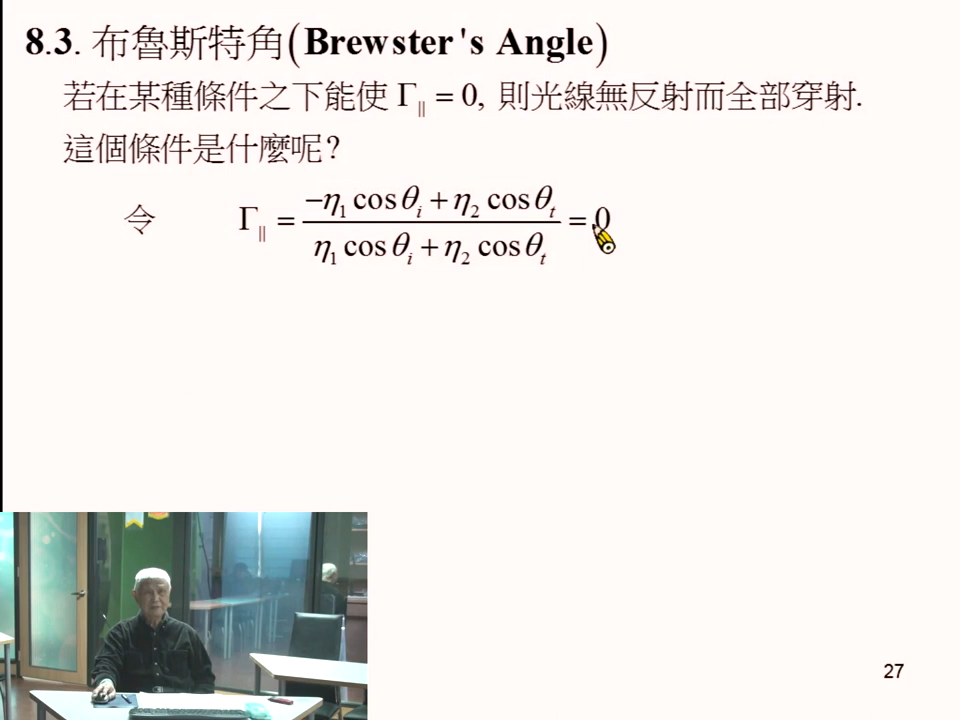 8.3. 布魯斯特角(Brewster's Angle)
若在某種條件之下能使 Γ∥ = 0, 則光線無反射而全部穿射.
這個條件是什麼呢?
令 Γ∥ = (−η₁ cos θᵢ + η₂ cos θₜ) / (η₁ cos θᵢ + η₂ cos θₜ) = 0
27